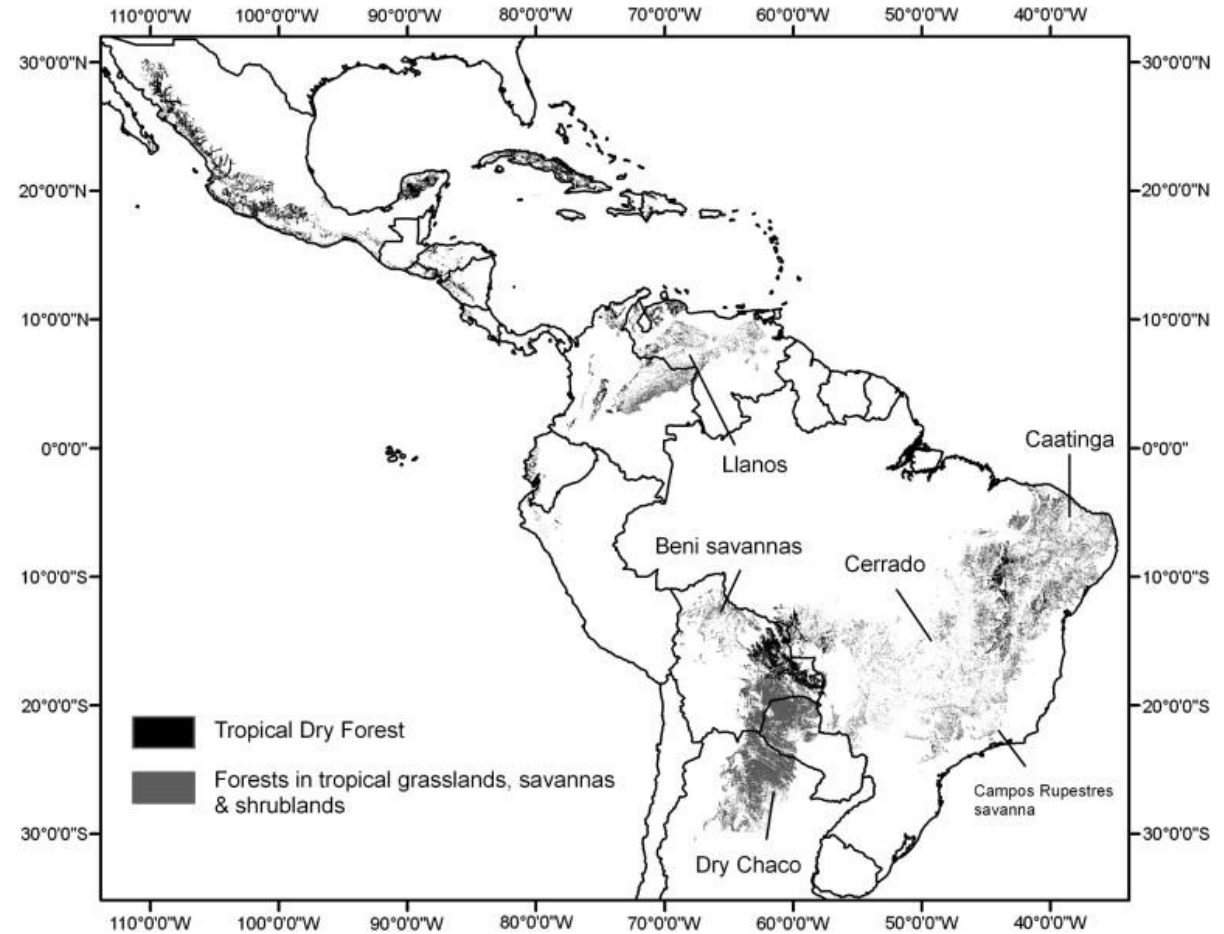 110°0'0"W 100°0'0"W 90°0'0"W 80°0'0"W 70°0'0"W 60°0'0"W 50°0'0"W 40°0'0"W
30°0'0"N 30°0'0"N
20°0'0"N 20°0'0"N
10°0'0"N 10°0'0"N
0°0'0" 0°0'0"
Caatinga
Llanos
Beni savannas
Cerrado
10°0'0"S 10°0'0"S
20°0'0"S 20°0'0"S
Tropical Dry Forest
Forests in tropical grasslands, savannas
& shrublands
Campos Rupestres
savanna
30°0'0"S 30°0'0"S
Dry Chaco
110°0'0"W 100°0'0"W 90°0'0"W 80°0'0"W 70°0'0"W 60°0'0"W 50°0'0"W 40°0'0"W